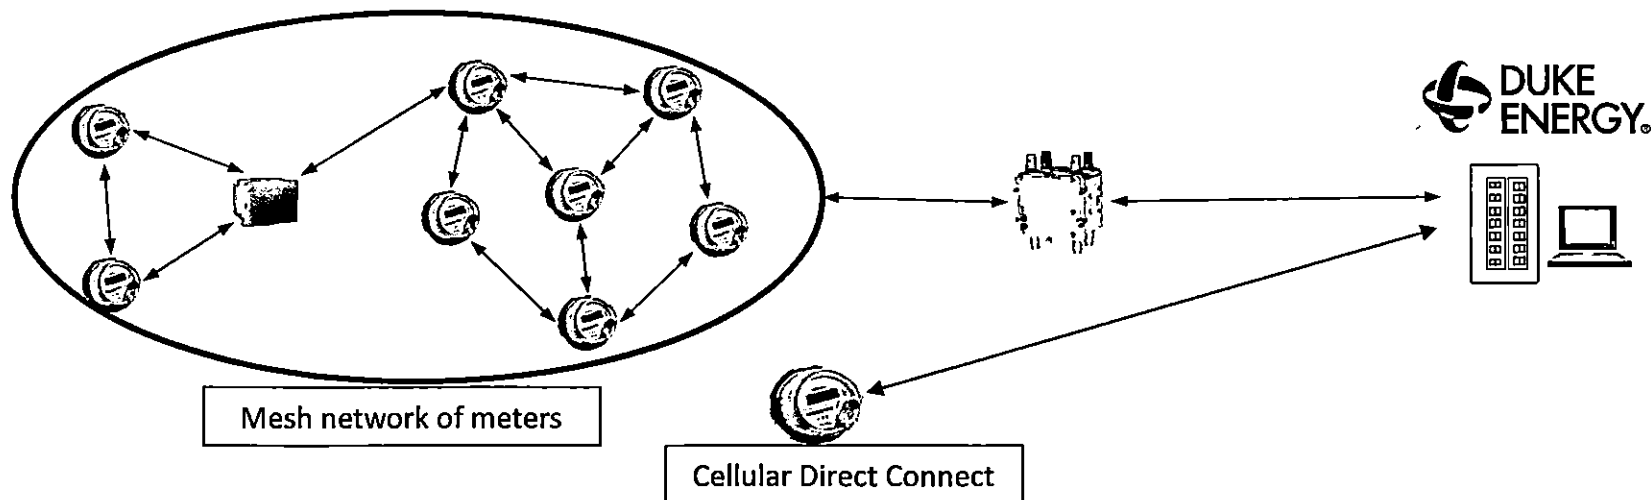 DUKE
ENERGY®
Mesh network of meters
Cellular Direct Connect